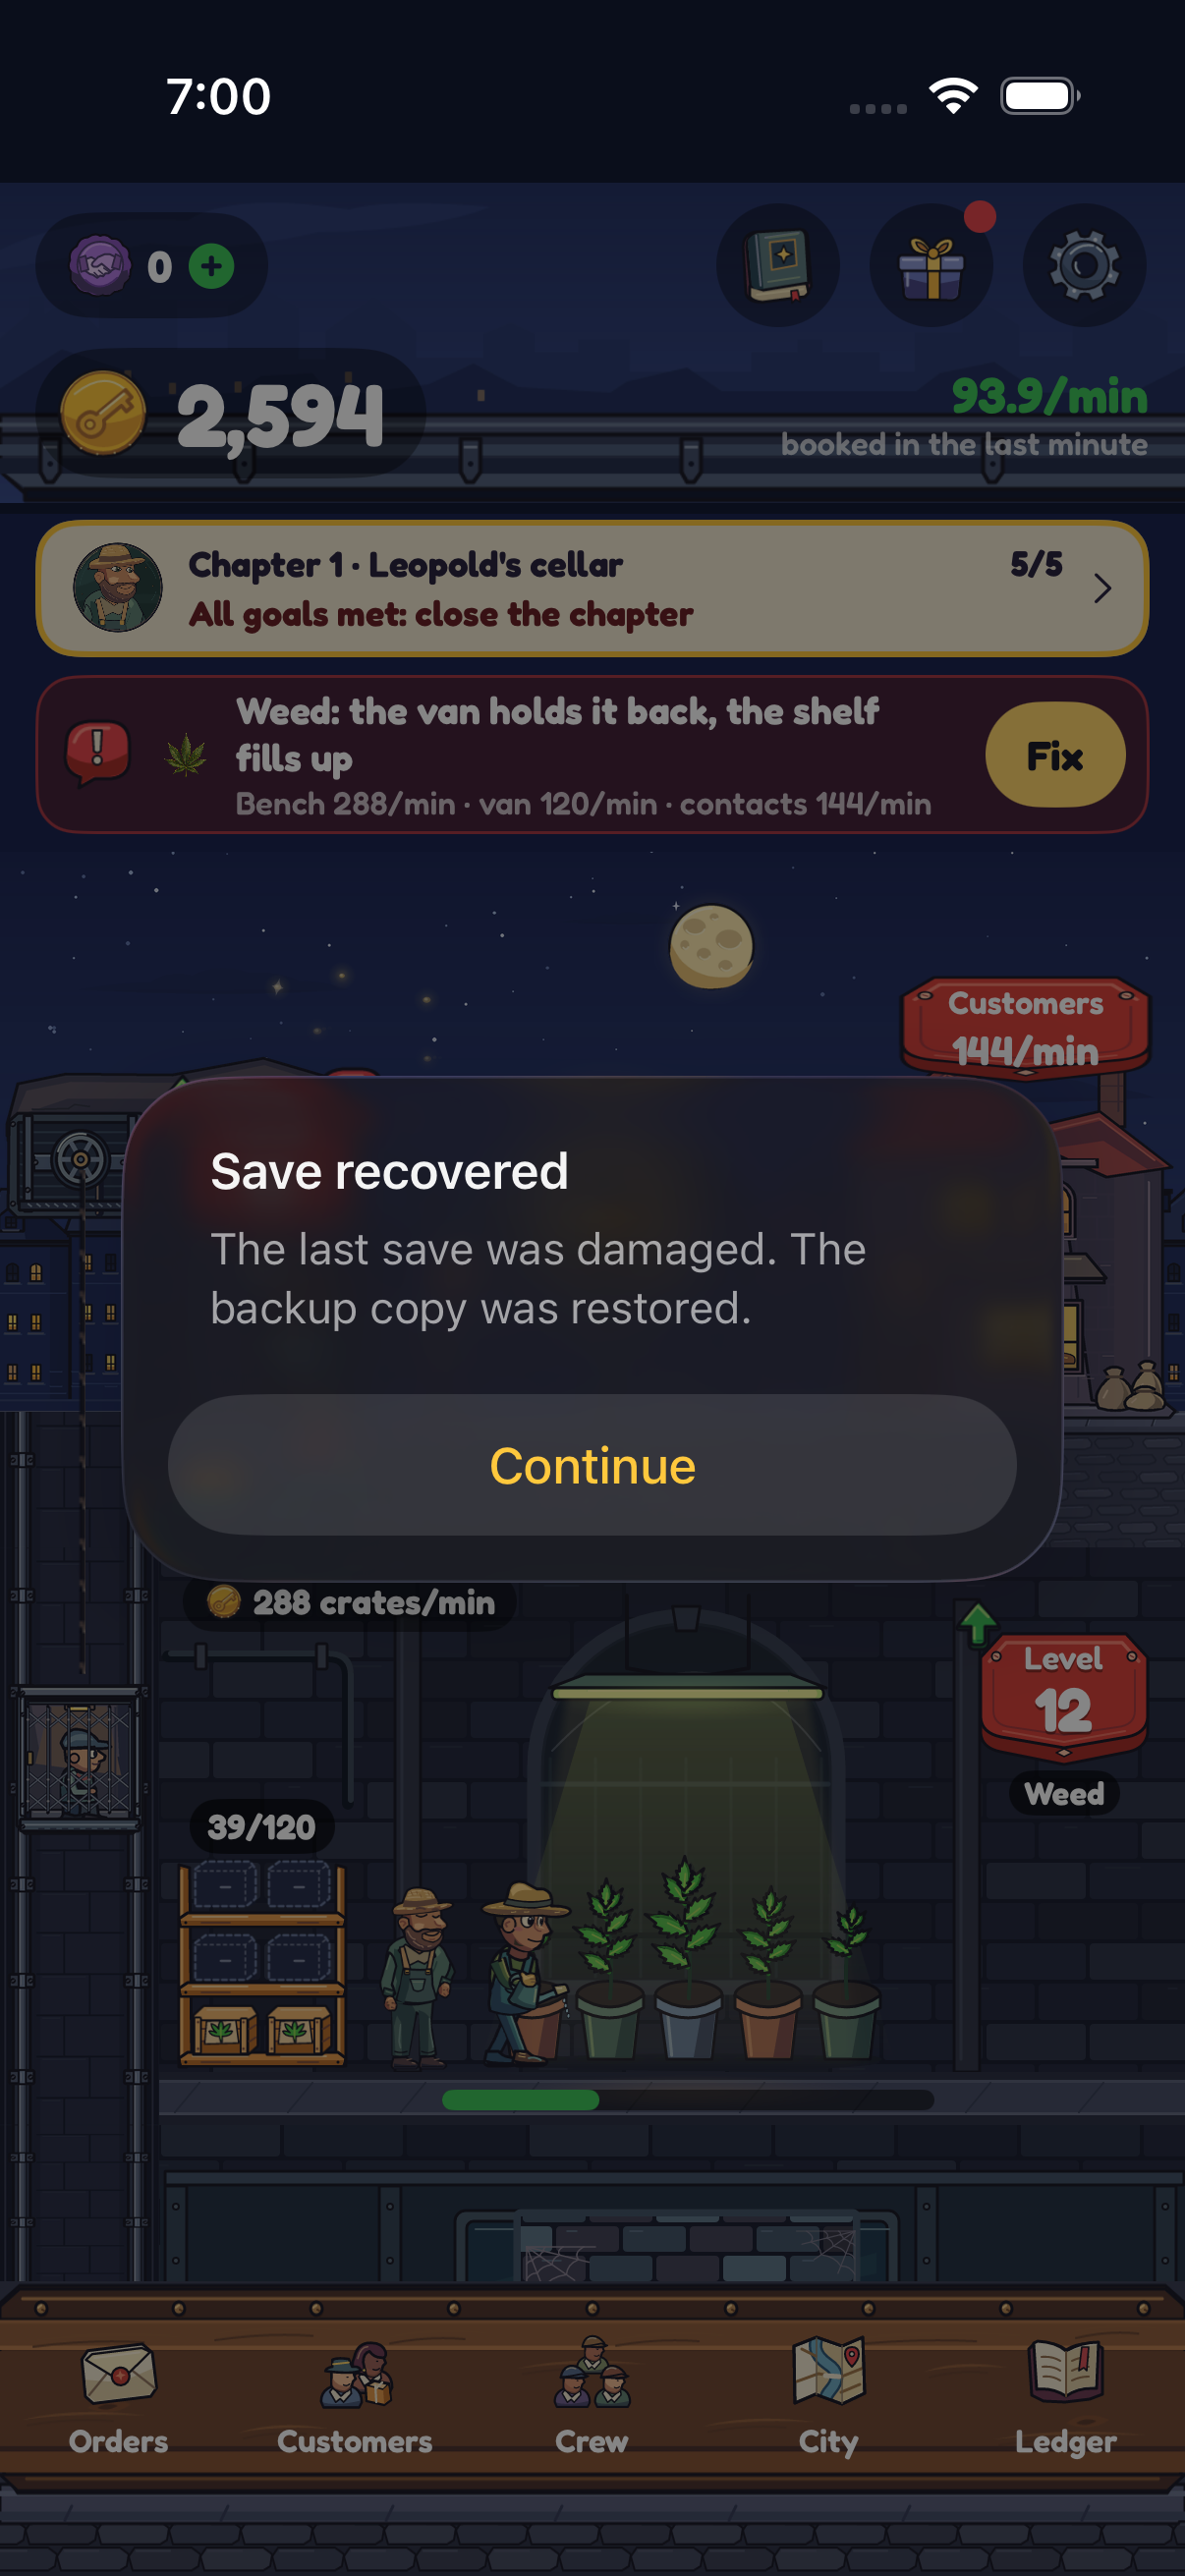 7:00
0
2,594
93.9/min
booked in the last minute
Chapter 1 · Leopold's cellar
5/5
All goals met: close the chapter
Weed: the van holds it back, the shelf
fills up
Bench 288/min · van 120/min · contacts 144/min
Fix
Customers
144/min
Save recovered
The last save was damaged. The
backup copy was restored.
Continue
288 crates/min
Level
12
Weed
39/120
Orders
Customers
Crew
City
Ledger